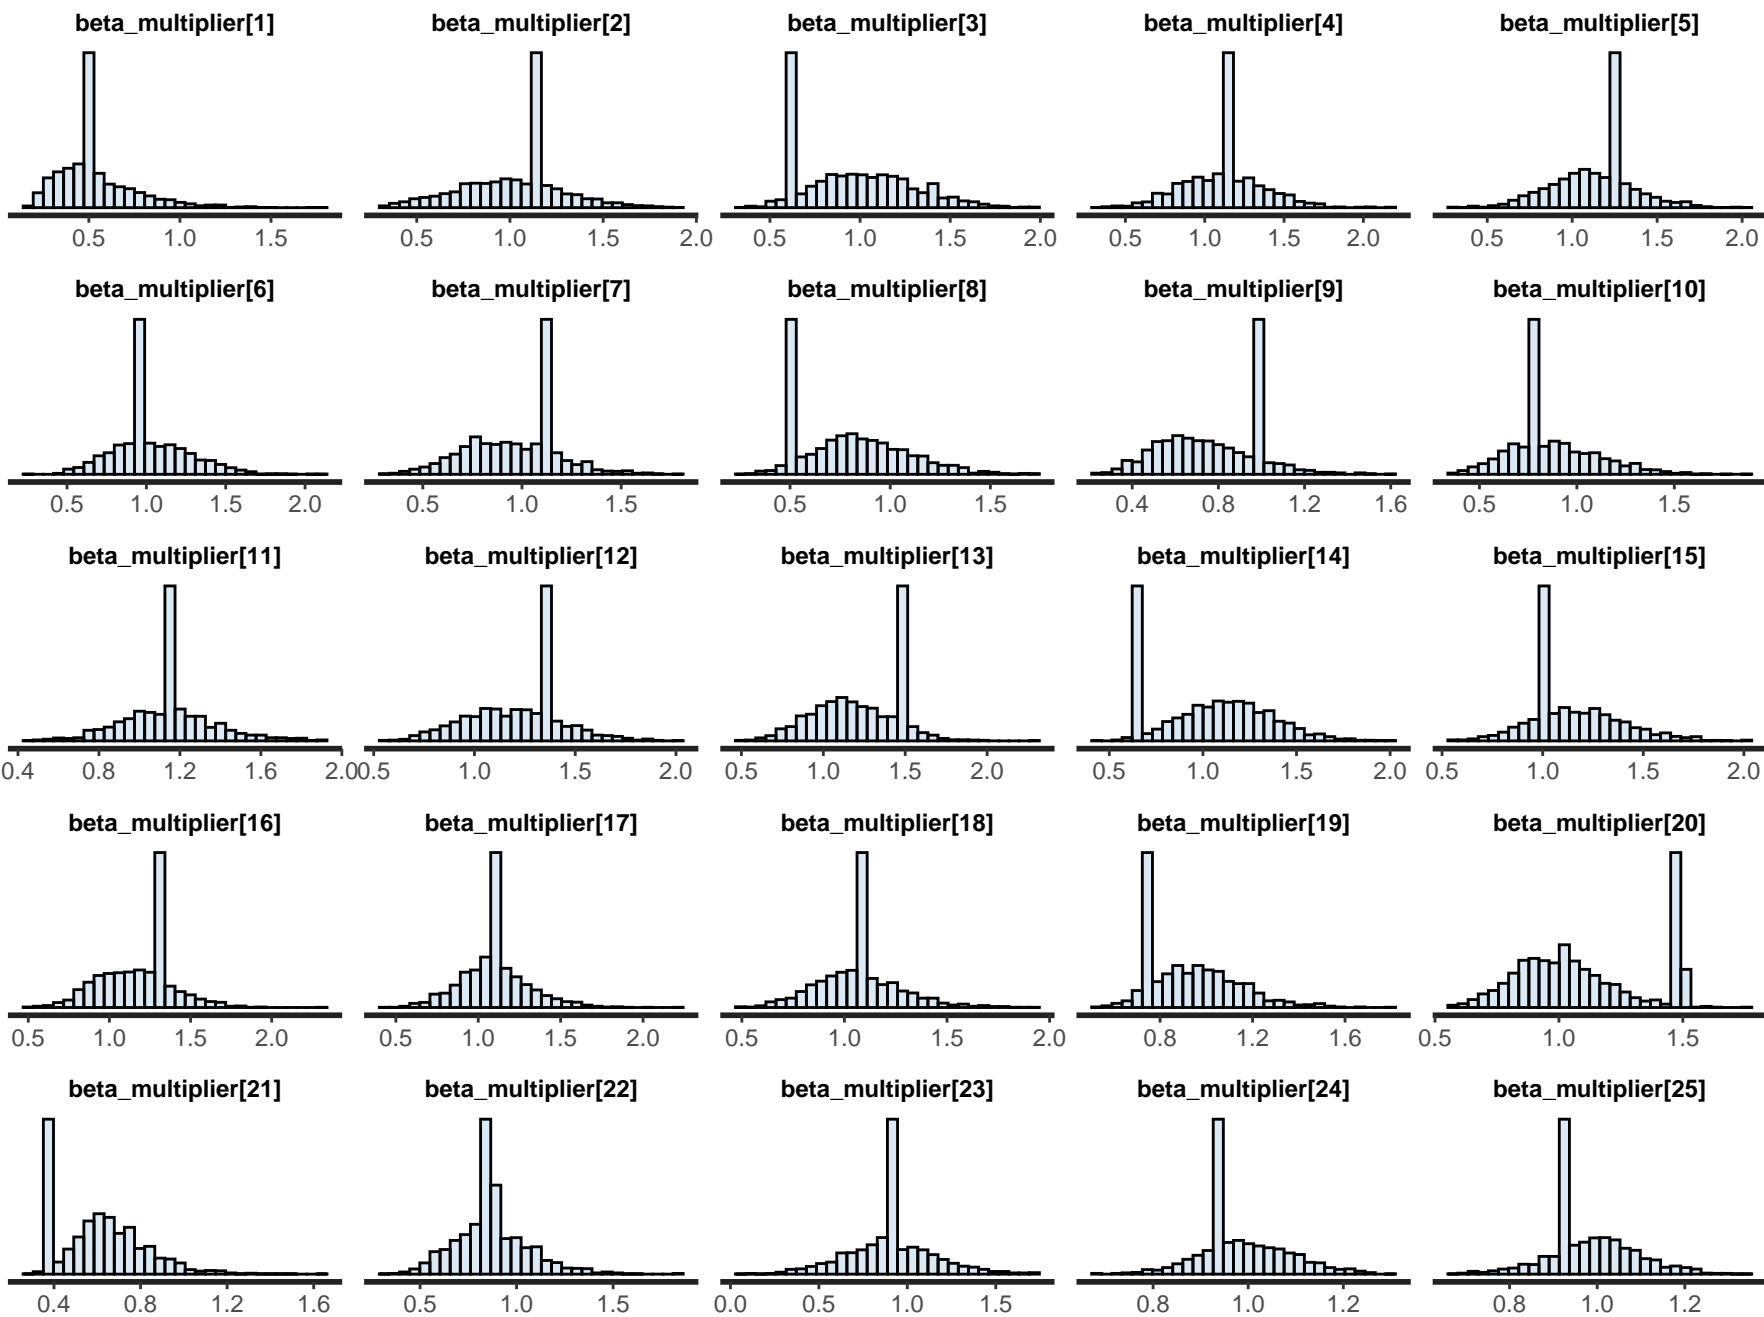 beta_multiplier[1] beta_multiplier[2] beta_multiplier[3] beta_multiplier[4] beta_multiplier[5]
0.5 1.0 1.5 0.5 1.0 1.5 2.0 0.5 1.0 1.5 2.0 0.5 1.0 1.5 2.0 0.5 1.0 1.5 2.0
beta_multiplier[6] beta_multiplier[7] beta_multiplier[8] beta_multiplier[9] beta_multiplier[10]
0.5 1.0 1.5 2.0 0.5 1.0 1.5 0.5 1.0 1.5 0.4 0.8 1.2 1.6 0.5 1.0 1.5
beta_multiplier[11] beta_multiplier[12] beta_multiplier[13] beta_multiplier[14] beta_multiplier[15]
0.4 0.8 1.2 1.6 2.0 0.5 1.0 1.5 2.0 0.5 1.0 1.5 2.0 0.5 1.0 1.5 2.0 0.5 1.0 1.5 2.0
beta_multiplier[16] beta_multiplier[17] beta_multiplier[18] beta_multiplier[19] beta_multiplier[20]
0.5 1.0 1.5 2.0 0.5 1.0 1.5 2.0 0.5 1.0 1.5 2.0 0.8 1.2 1.6 0.5 1.0 1.5
beta_multiplier[21] beta_multiplier[22] beta_multiplier[23] beta_multiplier[24] beta_multiplier[25]
0.4 0.8 1.2 1.6 0.5 1.0 1.5 0.0 0.5 1.0 1.5 0.8 1.0 1.2 0.8 1.0 1.2